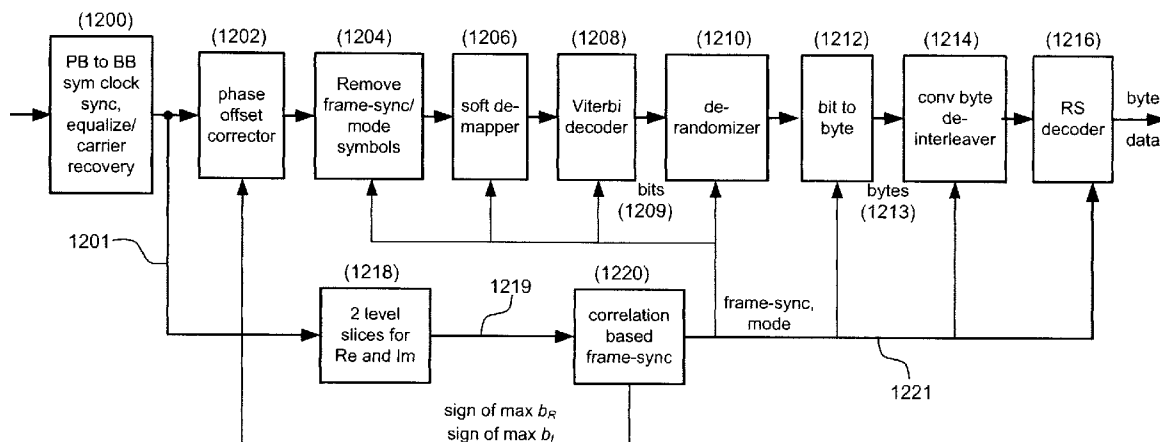 (1200)
(1202)
(1204)
(1206)
(1208)
(1210)
(1212)
(1214)
(1216)
PB to BB
sym clock
sync,
equalize/
carrier
recovery
phase
offset
corrector
Remove
frame-sync/
mode
symbols
soft de-
mapper
Viterbi
decoder
de-
randomizer
bit to
byte
conv byte
de-
interleaver
RS
decoder
byte
data
bits
(1209)
bytes
(1213)
1201
(1218)
2 level
slices for
Re and Im
1219
(1220)
correlation
based
frame-sync
frame-sync,
mode
1221
sign of max b_R
sign of max b_I